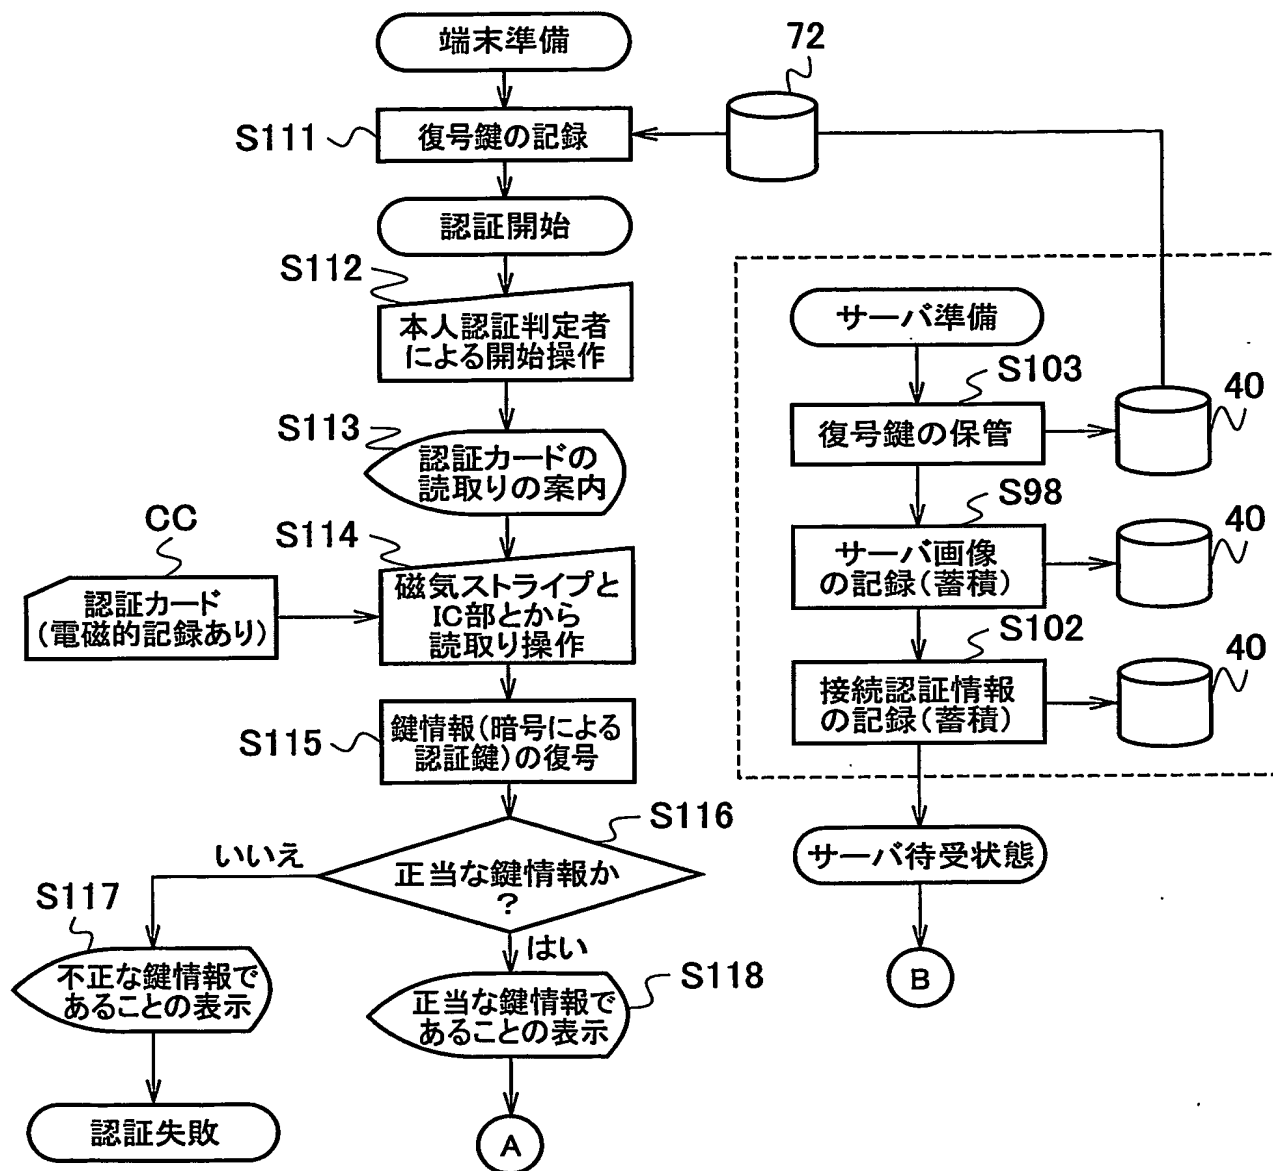 端末準備
72
S111
復号鍵の記録
認証開始
S112
本人認証判定者
による開始操作
S113
認証カードの
読取りの案内
CC
S114
認証カード
(電磁的記録あり)
磁気ストライプと
IC部とから
読取り操作
S115
鍵情報(暗号による
認証鍵)の復号
S116
正当な鍵情報か
?
いいえ
はい
S117
不正な鍵情報で
あることの表示
認証失敗
S118
正当な鍵情報で
あることの表示
A
サーバ準備
S103
復号鍵の保管
40
S98
サーバ画像
の記録(蓄積)
40
S102
接続認証情報
の記録(蓄積)
40
サーバ待受状態
B